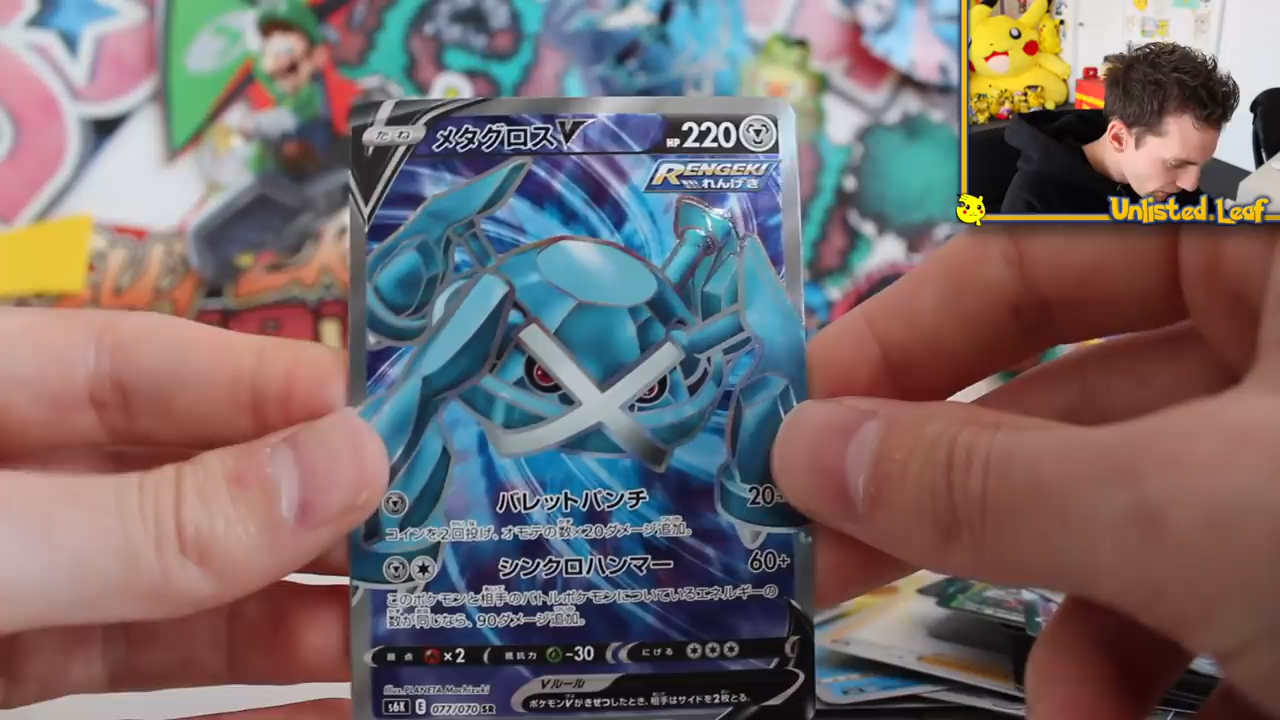 たね メタグロスV HP 220
RENGEKI
れんげき
Unlisted.Leaf
バレットパンチ 20+
コインを2回投げ、オモテの数×20ダメージ追加。
シンクロハンマー 60+
このポケモンと相手のバトルポケモンについているエネルギーの
数が同じなら、90ダメージ追加。
弱点 ×2 抵抗力 -30 にげる
illus. PLANETA Mochizuki
Vルール
ポケモンVがきぜつしたとき、相手はサイドを2枚とる。
s6K E 077/070 SR